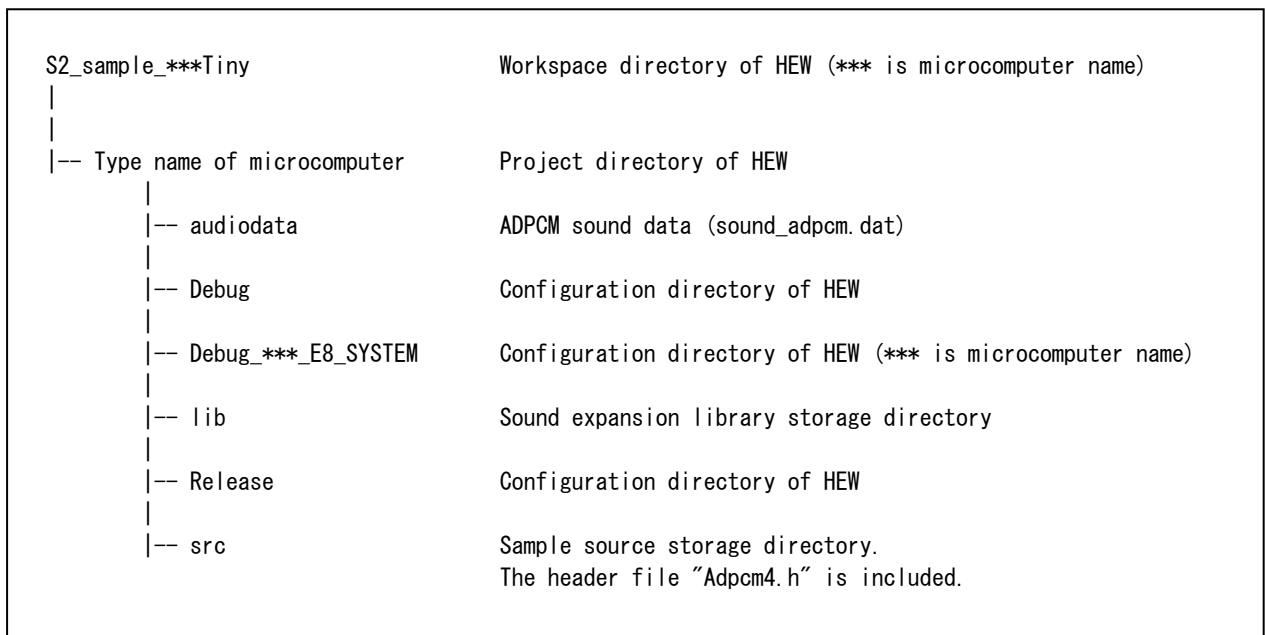 S2_sample_***Tiny Workspace directory of HEW (*** is microcomputer name)
|
|
|-- Type name of microcomputer Project directory of HEW
|
|-- audiodata ADPCM sound data (sound_adpcm.dat)
|
|-- Debug Configuration directory of HEW
|
|-- Debug_***_E8_SYSTEM Configuration directory of HEW (*** is microcomputer name)
|
|-- lib Sound expansion library storage directory
|
|-- Release Configuration directory of HEW
|
|-- src Sample source storage directory.
The header file "Adpcm4.h" is included.